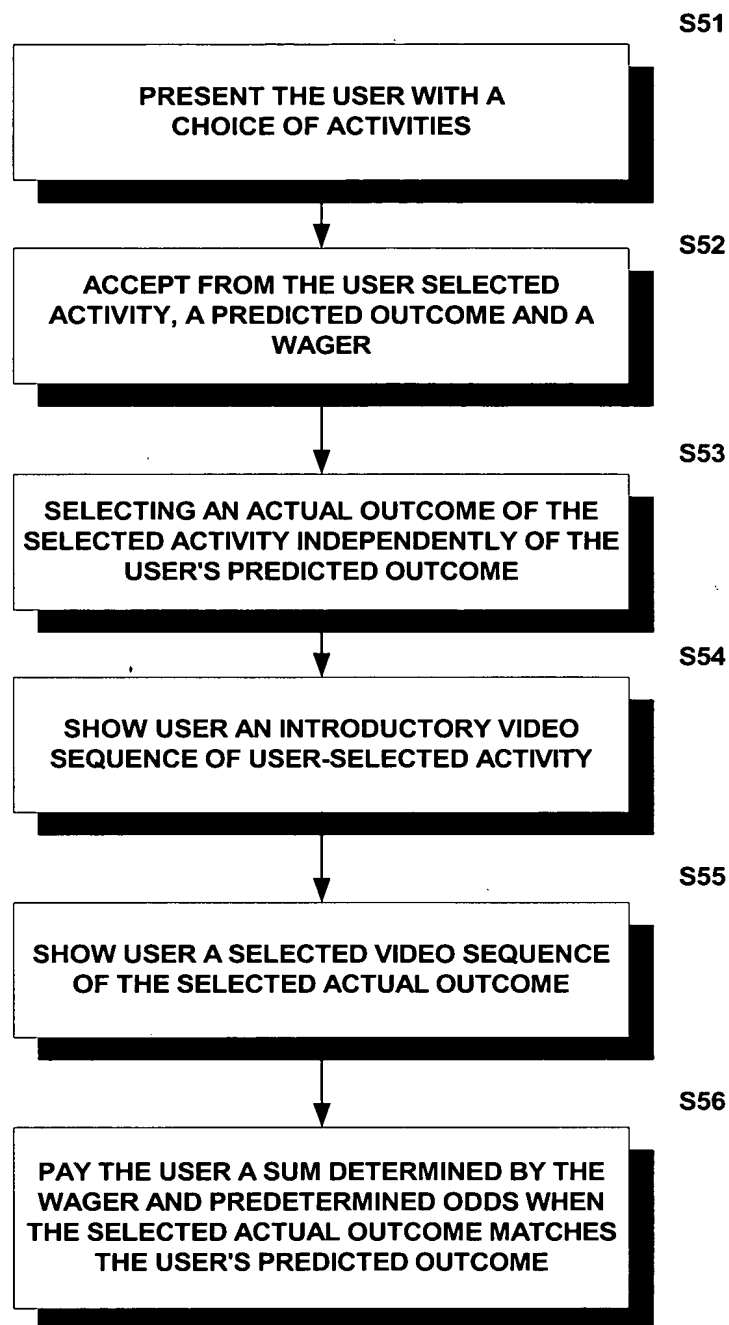 S51
PRESENT THE USER WITH A
CHOICE OF ACTIVITIES
S52
ACCEPT FROM THE USER SELECTED
ACTIVITY, A PREDICTED OUTCOME AND A
WAGER
S53
SELECTING AN ACTUAL OUTCOME OF THE
SELECTED ACTIVITY INDEPENDENTLY OF THE
USER'S PREDICTED OUTCOME
S54
SHOW USER AN INTRODUCTORY VIDEO
SEQUENCE OF USER-SELECTED ACTIVITY
S55
SHOW USER A SELECTED VIDEO SEQUENCE
OF THE SELECTED ACTUAL OUTCOME
S56
PAY THE USER A SUM DETERMINED BY THE
WAGER AND PREDETERMINED ODDS WHEN
THE SELECTED ACTUAL OUTCOME MATCHES
THE USER'S PREDICTED OUTCOME